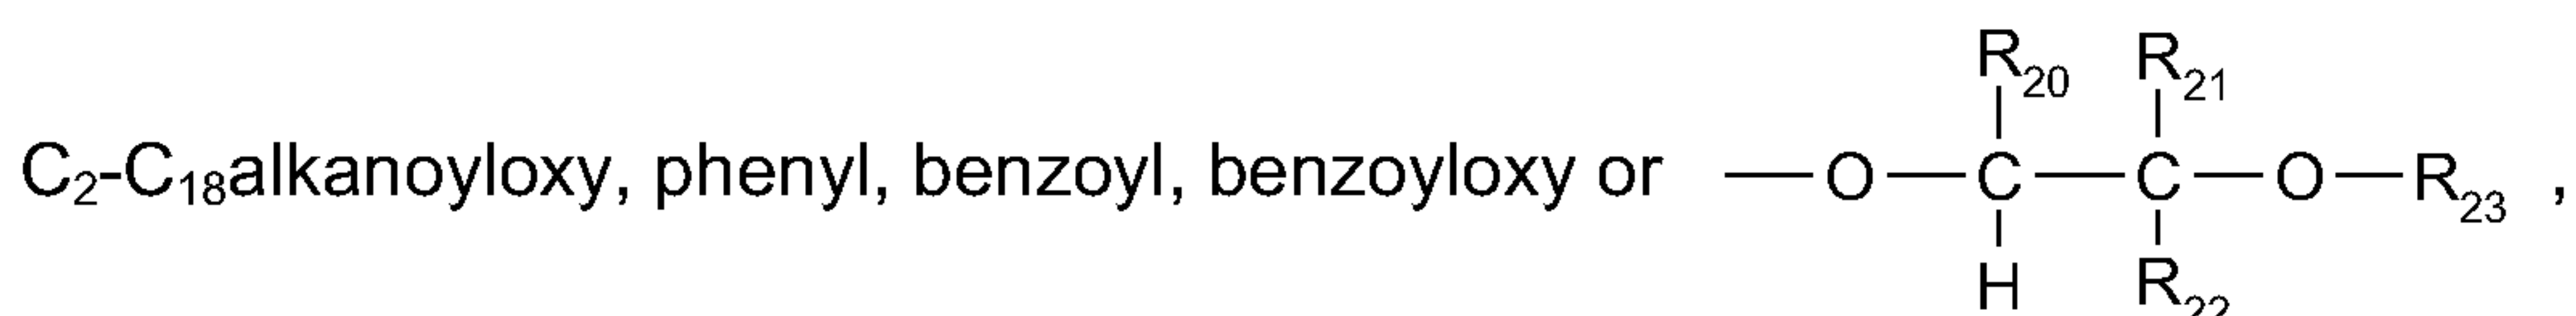 R₂₀ R₂₁
C₂-C₁₈alkanoyloxy, phenyl, benzoyl, benzoyloxy or —O—C—C—O—R₂₃ ,
H R₂₂